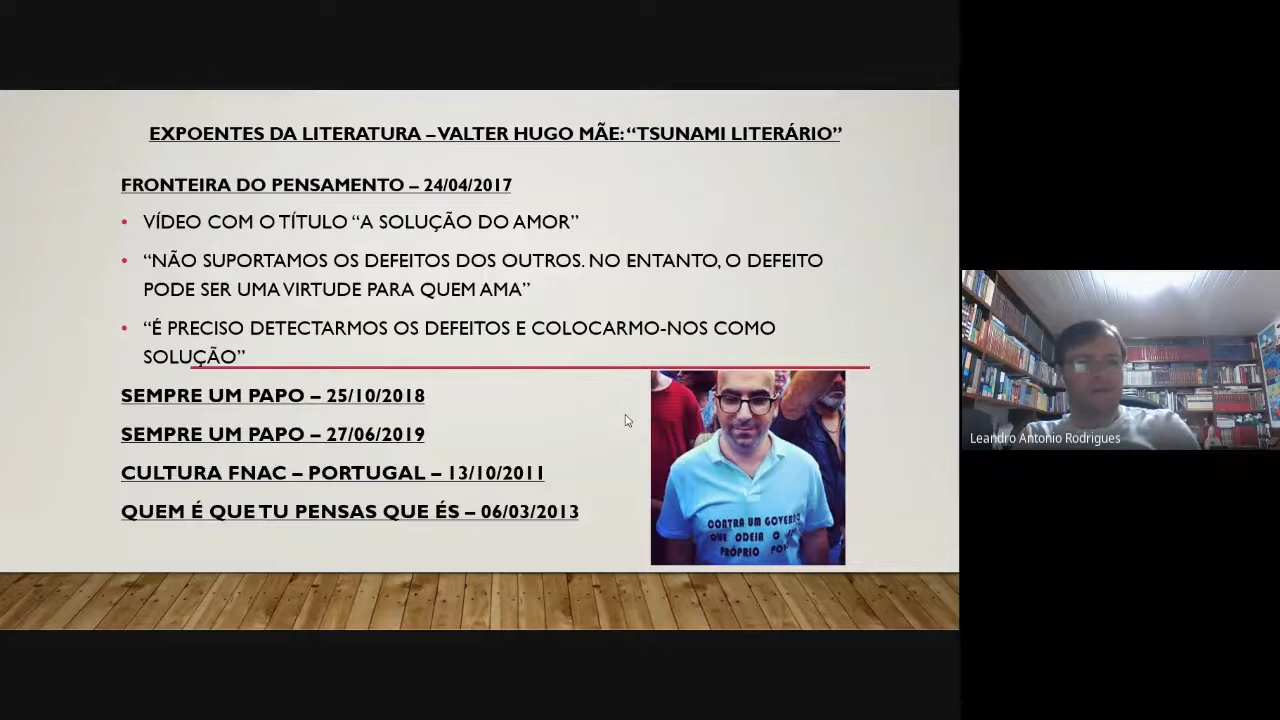 EXPOENTES DA LITERATURA – VALTER HUGO MÃE: “TSUNAMI LITERÁRIO”
FRONTEIRA DO PENSAMENTO – 24/04/2017
• VÍDEO COM O TÍTULO “A SOLUÇÃO DO AMOR”
• “NÃO SUPORTAMOS OS DEFEITOS DOS OUTROS. NO ENTANTO, O DEFEITO
PODE SER UMA VIRTUDE PARA QUEM AMA”
• “É PRECISO DETECTARMOS OS DEFEITOS E COLOCARMO-NOS COMO
SOLUÇÃO”
SEMPRE UM PAPO – 25/10/2018
SEMPRE UM PAPO – 27/06/2019
CULTURA FNAC – PORTUGAL – 13/10/2011
QUEM É QUE TU PENSAS QUE ÉS – 06/03/2013
CONTRA UM GOVERNO
QUE ODEIA O
PRÓPRIO
Leandro Antonio Rodrigues